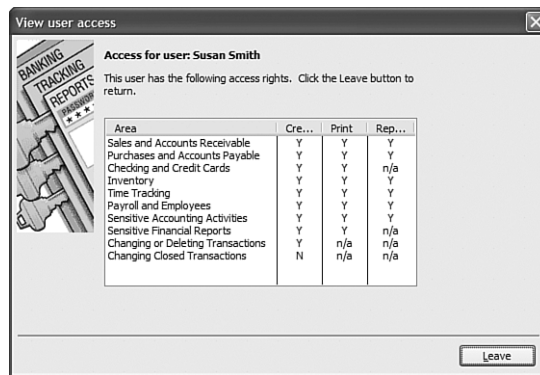 View user access
BANKING
TRACKING
REPORTS
PASSWORD
****
Access for user: Susan Smith
This user has the following access rights. Click the Leave button to
return.
Area Cre... Print Rep...
Sales and Accounts Receivable Y Y Y
Purchases and Accounts Payable Y Y Y
Checking and Credit Cards Y Y n/a
Inventory Y Y Y
Time Tracking Y Y Y
Payroll and Employees Y Y Y
Sensitive Accounting Activities Y Y Y
Sensitive Financial Reports Y Y n/a
Changing or Deleting Transactions Y n/a n/a
Changing Closed Transactions N n/a n/a
Leave